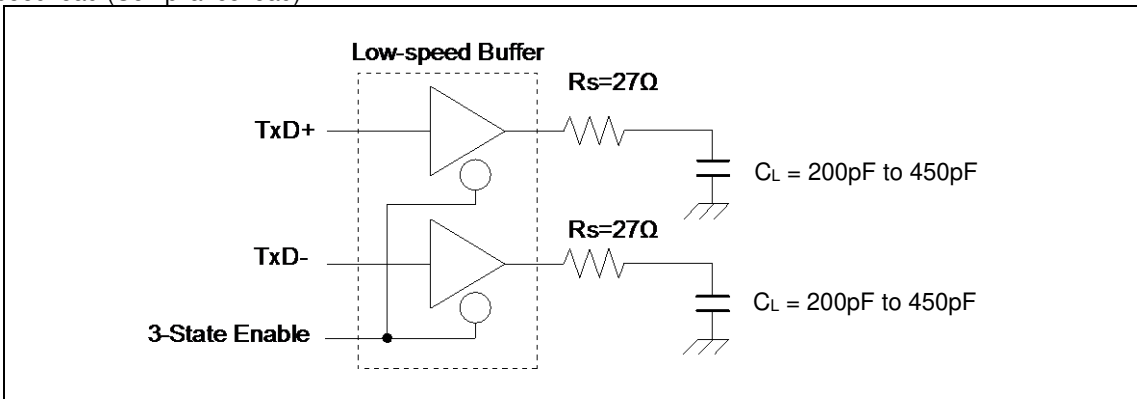 Low-speed Buffer
Rs=27Ω
TxD+
CL = 200pF to 450pF
Rs=27Ω
TxD-
CL = 200pF to 450pF
3-State Enable